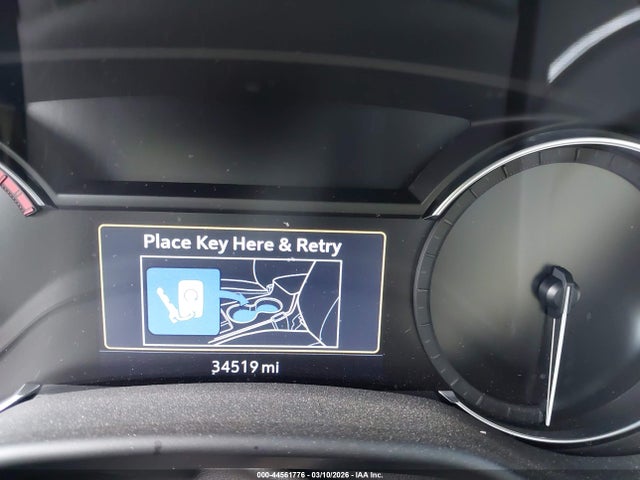 Place Key Here & Retry
34519 mi
000-44561776 — 03/10/2026 — IAA Inc.